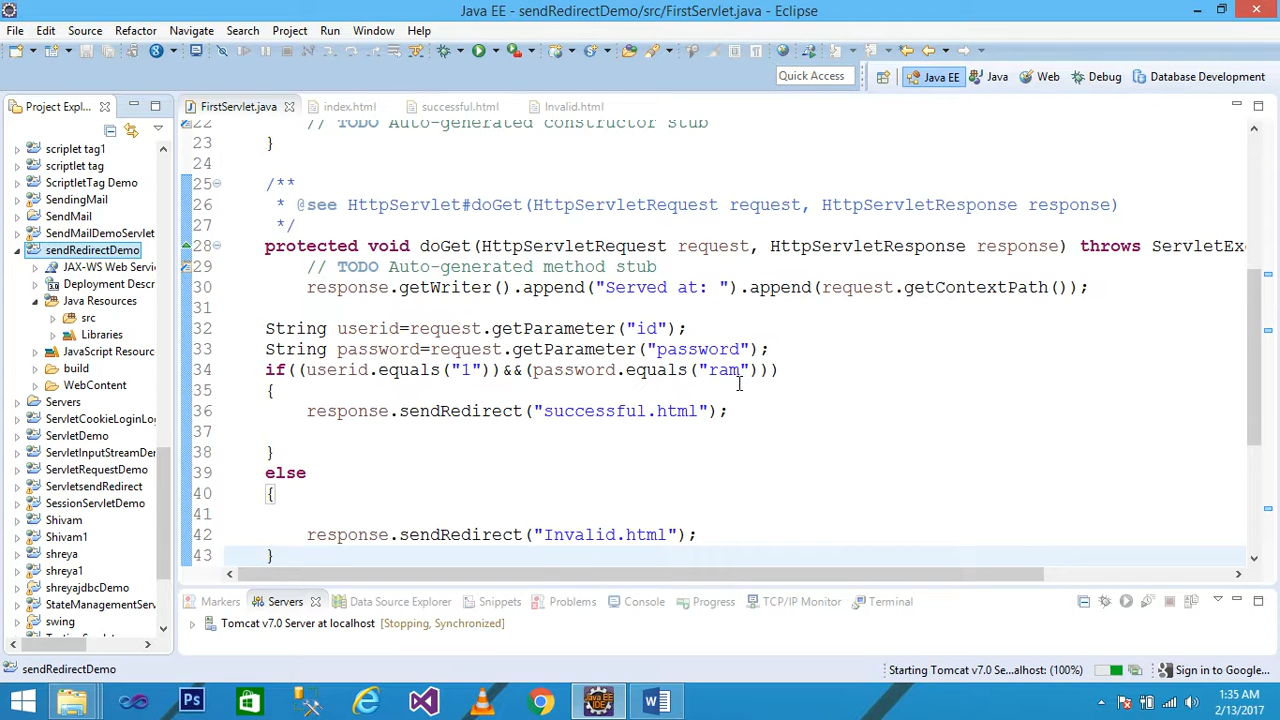 Java EE - sendRedirectDemo/src/FirstServlet.java - Eclipse
File Edit Source Refactor Navigate Search Project Run Window Help
Quick Access Java EE Java Web Debug Database Development
Project Expl...
FirstServlet.java index.html successful.html Invalid.html
scriplet tag1
scriptlet tag
ScriptletTag Demo
SendingMail
SendMail
SendMailDemoServlet
sendRedirectDemo
JAX-WS Web Servi
Deployment Descr
Java Resources
src
Libraries
JavaScript Resourc
build
WebContent
Servers
ServletCookieLoginLo
ServletDemo
ServletInputStreamDem
ServletRequestDemo
ServletsendRedirect
SessionServletDemo
Shivam
Shivam1
shreya
shreya1
shreyajdbcDemo
StateManagementServ
swing
22 // TODO Auto-generated constructor stub
23 }
24
25 /**
26 * @see HttpServlet#doGet(HttpServletRequest request, HttpServletResponse response)
27 */
28 protected void doGet(HttpServletRequest request, HttpServletResponse response) throws ServletExc
29 // TODO Auto-generated method stub
30 response.getWriter().append("Served at: ").append(request.getContextPath());
31
32 String userid=request.getParameter("id");
33 String password=request.getParameter("password");
34 if((userid.equals("1"))&&(password.equals("ram")))
35 {
36 response.sendRedirect("successful.html");
37
38 }
39 else
40 {
41
42 response.sendRedirect("Invalid.html");
43 }
Markers Servers Data Source Explorer Snippets Problems Console Progress TCP/IP Monitor Terminal
Tomcat v7.0 Server at localhost [Stopping, Synchronized]
sendRedirectDemo Starting Tomcat v7.0 Se...alhost: (100%) Sign in to Google...
1:35 AM
2/13/2017